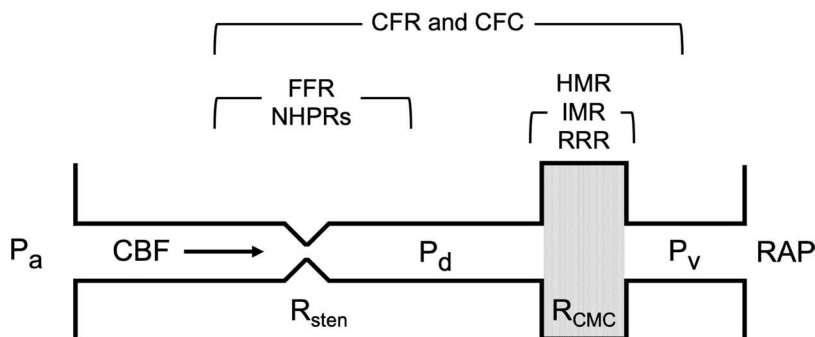 CFR and CFC
FFR
NHPRs
HMR
IMR
RRR
Pa CBF Pd Pv RAP
Rsten RCMC